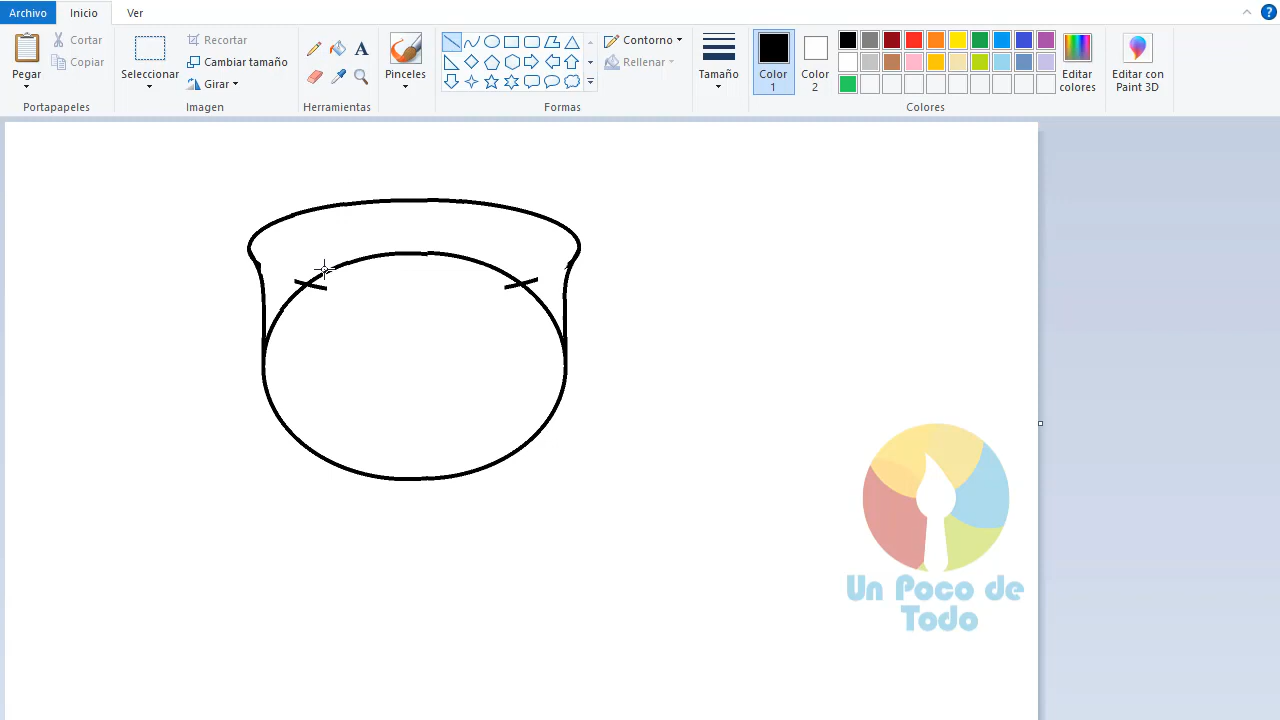 Archivo Inicio Ver
Pegar
Cortar
Copiar
Portapapeles
Seleccionar
Recortar
Cambiar tamaño
Girar
Imagen
A
Herramientas
Pinceles
Contorno
Rellenar
Formas
Tamaño
Color
1
Color
2
Editar
colores
Colores
Editar con
Paint 3D
?
Un Poco de
Todo